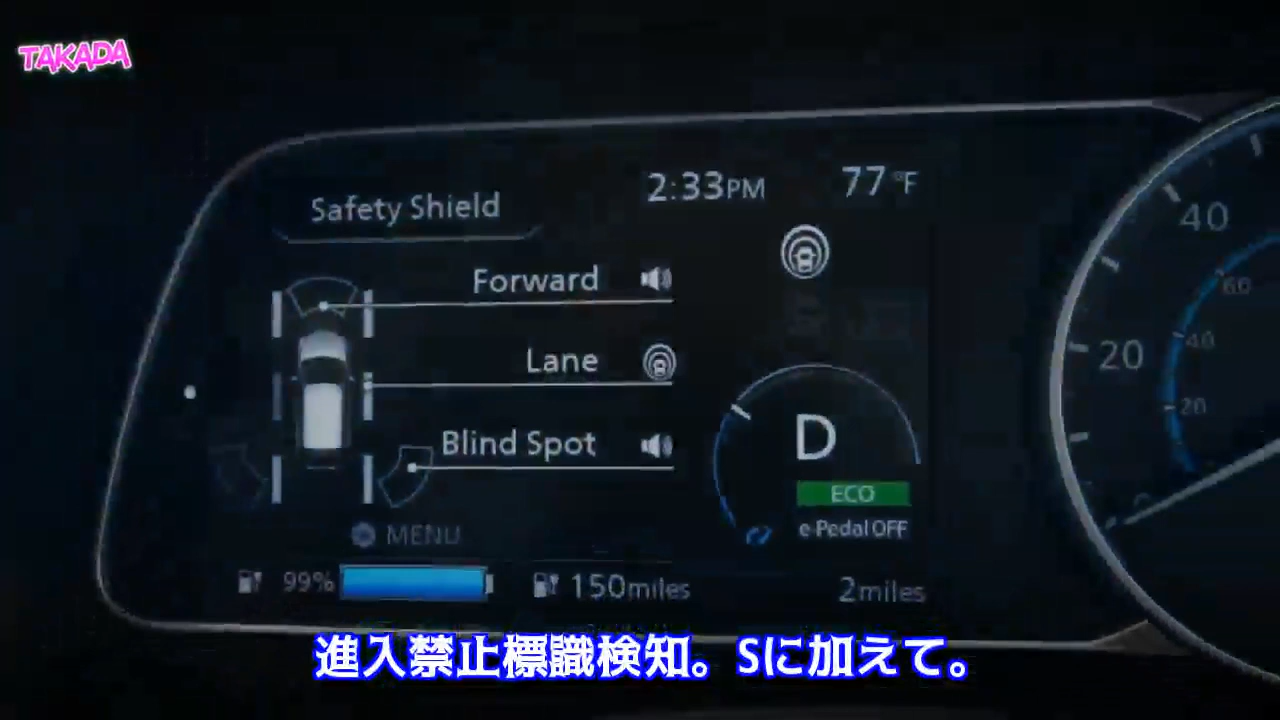 TAKADA
2:33PM 77°F
Safety Shield
Forward
Lane
Blind Spot
MENU
D
ECO
e-Pedal OFF
99% 150miles 2miles
40
20
0
60
40
20
進入禁止標識検知。Sに加えて。